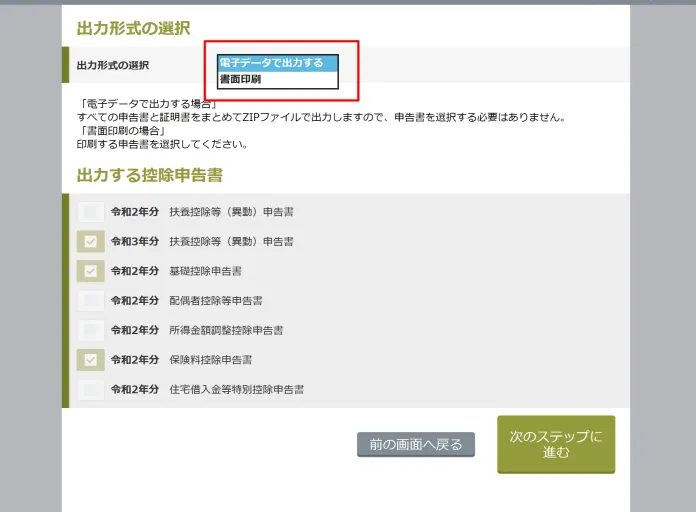 出力形式の選択
出力形式の選択
電子データで出力する
書面印刷
「電子データで出力する場合」
すべての申告書と証明書をまとめてZIPファイルで出力しますので、申告書を選択する必要はありません。
「書面印刷の場合」
印刷する申告書を選択してください。
出力する控除申告書
令和2年分 扶養控除等（異動）申告書
令和3年分 扶養控除等（異動）申告書
令和2年分 基礎控除申告書
令和2年分 配偶者控除等申告書
令和2年分 所得金額調整控除申告書
令和2年分 保険料控除申告書
令和2年分 住宅借入金等特別控除申告書
前の画面へ戻る
次のステップに
進む